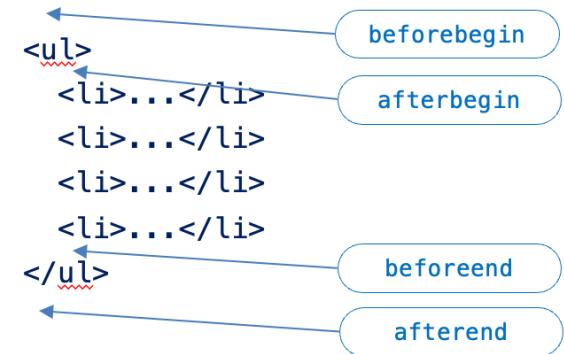 beforebegin
<ul>
afterbegin
<li>...</li>
<li>...</li>
<li>...</li>
<li>...</li>
beforeend
</ul>
afterend